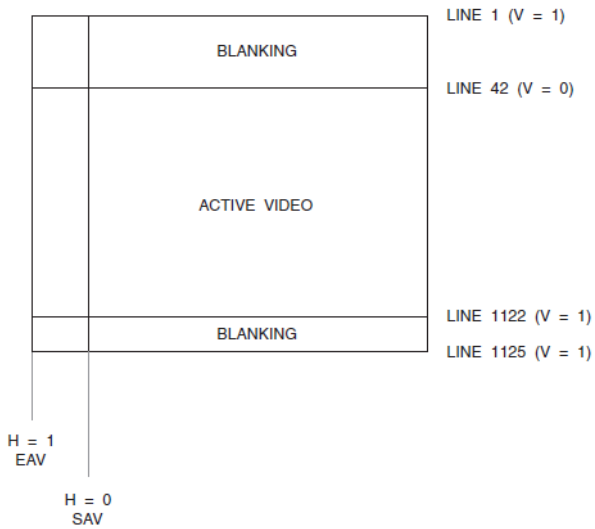 LINE 1 (V = 1)
BLANKING
LINE 42 (V = 0)
ACTIVE VIDEO
LINE 1122 (V = 1)
BLANKING
LINE 1125 (V = 1)
H = 1
EAV
H = 0
SAV